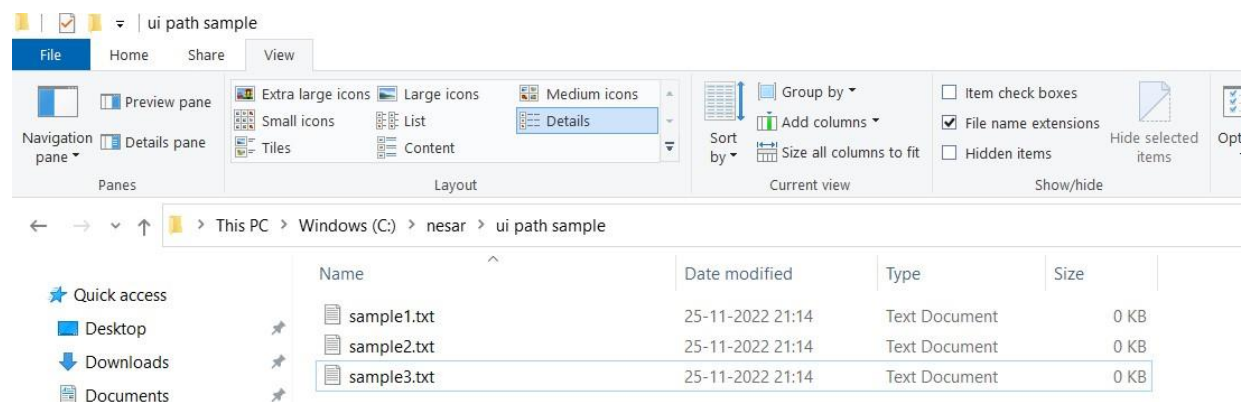 ui path sample
File Home Share View
Navigation pane
Preview pane
Details pane
Panes
Extra large icons Large icons Medium icons
Small icons List Details
Tiles Content
Layout
Sort by
Group by
Add columns
Size all columns to fit
Current view
Item check boxes
File name extensions
Hidden items
Hide selected items
Show/hide
Opt
This PC > Windows (C:) > nesar > ui path sample
Quick access
Desktop
Downloads
Documents
Name Date modified Type Size
sample1.txt 25-11-2022 21:14 Text Document 0 KB
sample2.txt 25-11-2022 21:14 Text Document 0 KB
sample3.txt 25-11-2022 21:14 Text Document 0 KB